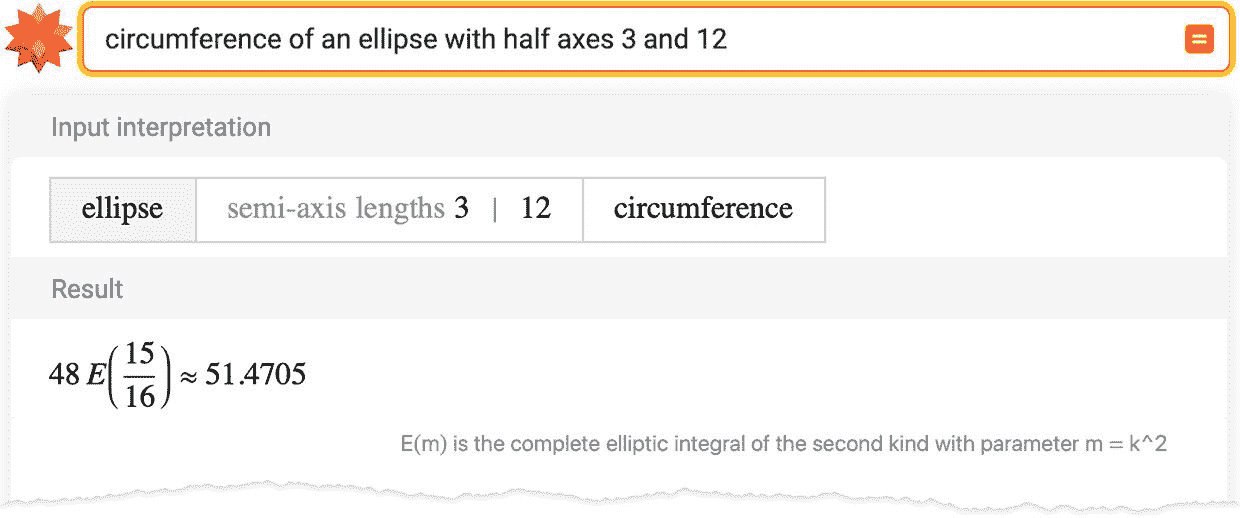 circumference of an ellipse with half axes 3 and 12
=
Input interpretation
ellipse semi-axis lengths 3 | 12 circumference
Result
48 E(15/16) ≈ 51.4705
E(m) is the complete elliptic integral of the second kind with parameter m = k^2